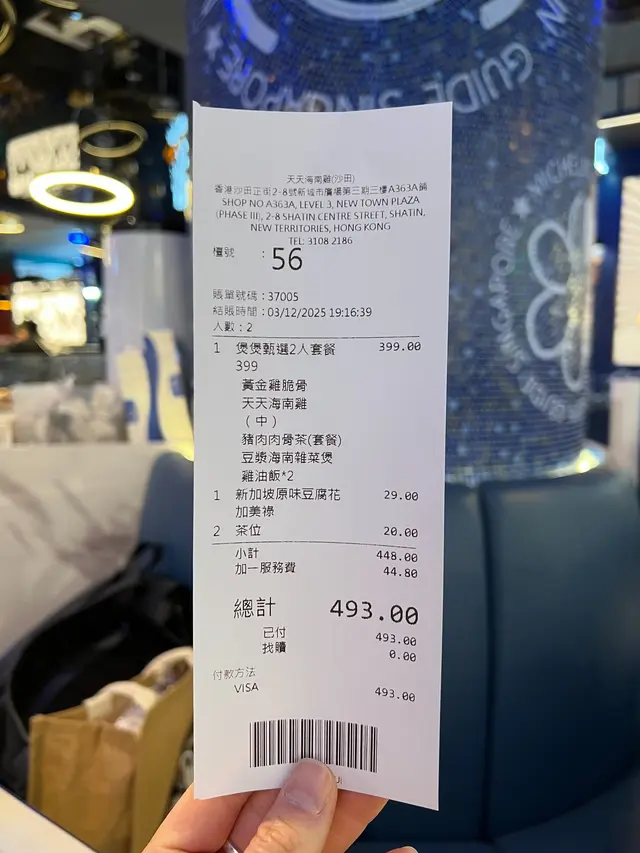 GUIDE SINGAPORE
MICHELIN
GUIDE SINGAPORE
天天海南雞(沙田)
香港沙田正街2-8號新城市廣場第三期三樓A363A舖
SHOP NO A363A, LEVEL 3, NEW TOWN PLAZA
(PHASE III), 2-8 SHATIN CENTRE STREET, SHATIN,
NEW TERRITORIES, HONG KONG
TEL: 3108 2186
檯號 : 56
賬單號碼 : 37005
結賬時間 : 03/12/2025 19:16:39
人數 : 2
1 煲煲甄選2人套餐 399.00
399
黃金雞脆骨
天天海南雞
（中）
豬肉肉骨茶(套餐)
豆漿海南雜菜煲
雞油飯*2
1 新加坡原味豆腐花 29.00
加美祿
2 茶位 20.00
小計 448.00
加一服務費 44.80
總計 493.00
已付 493.00
找贖 0.00
付款方法
VISA 493.00